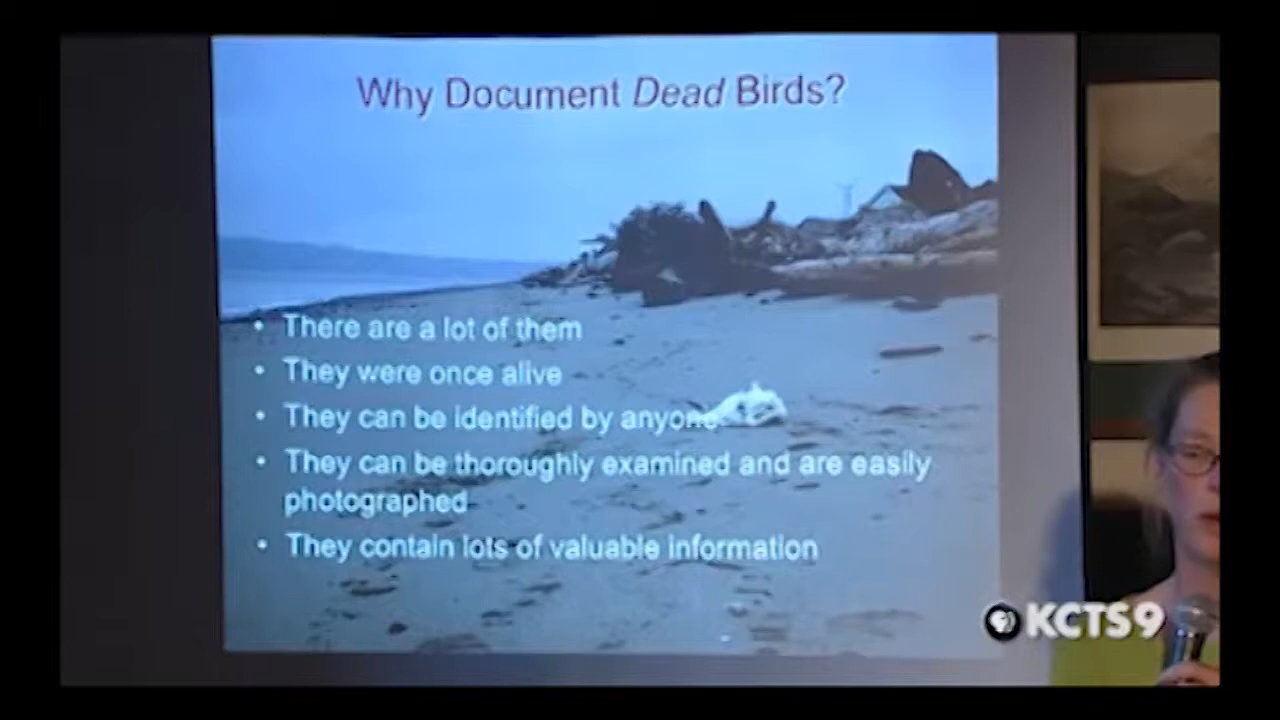 Why Document Dead Birds?
• There are a lot of them
• They were once alive
• They can be identified by anyone
• They can be thoroughly examined and are easily
photographed
• They contain lots of valuable information
KCTS9